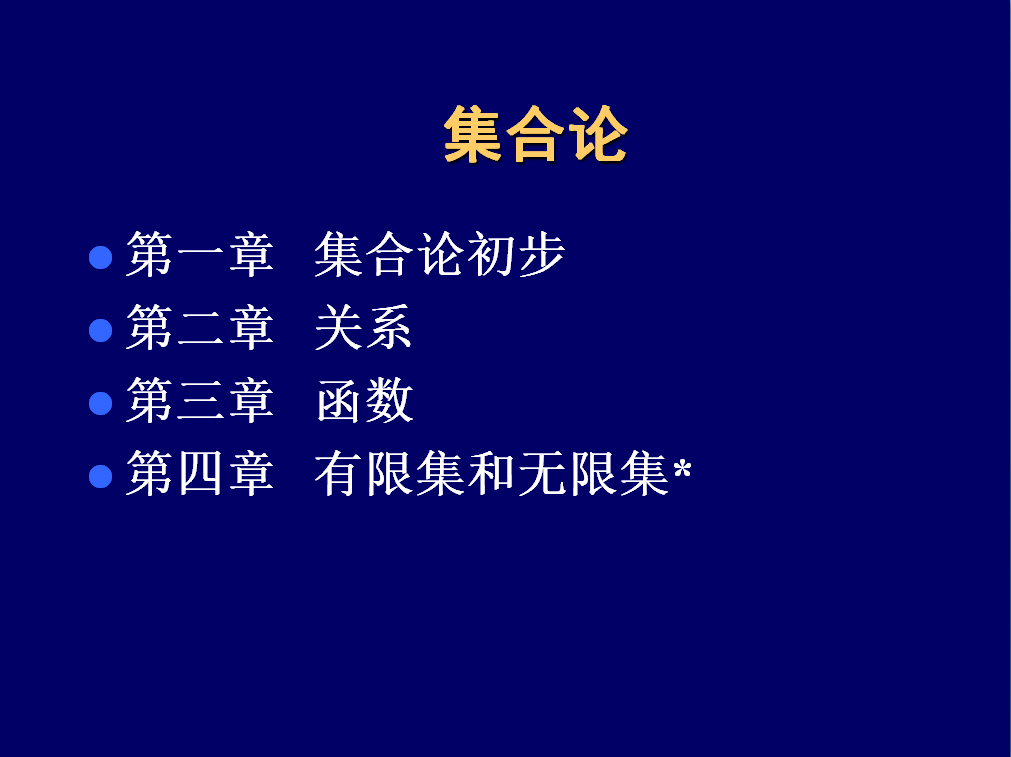 集合论
第一章 集合论初步
第二章 关系
第三章 函数
第四章 有限集和无限集*